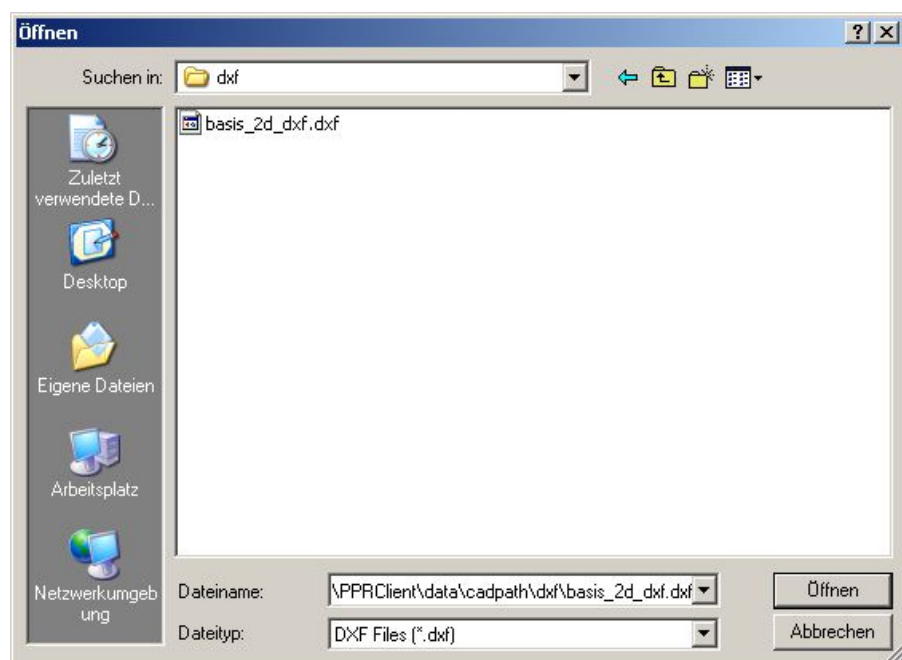 Öffnen
Suchen in:
dxf
basis_2d_dxf.dxf
Zuletzt
verwendete D...
Desktop
Eigene Dateien
Arbeitsplatz
Netzwerkumgeb
ung
Dateiname:
\PPRClient\data\cadpath\dxf\basis_2d_dxf.dxf
Öffnen
Dateityp:
DXF Files (*.dxf)
Abbrechen